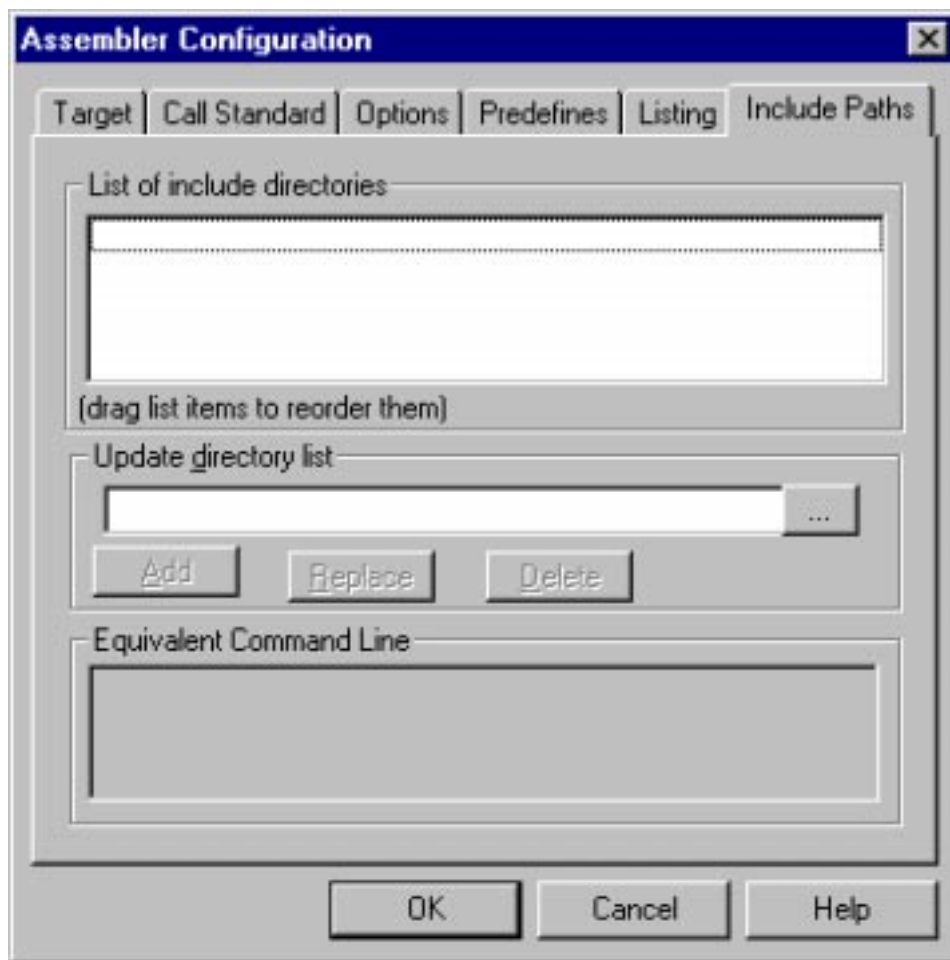 Assembler Configuration
Target Call Standard Options Predefines Listing Include Paths
List of include directories
(drag list items to reorder them)
Update directory list
...
Add Replace Delete
Equivalent Command Line
OK Cancel Help